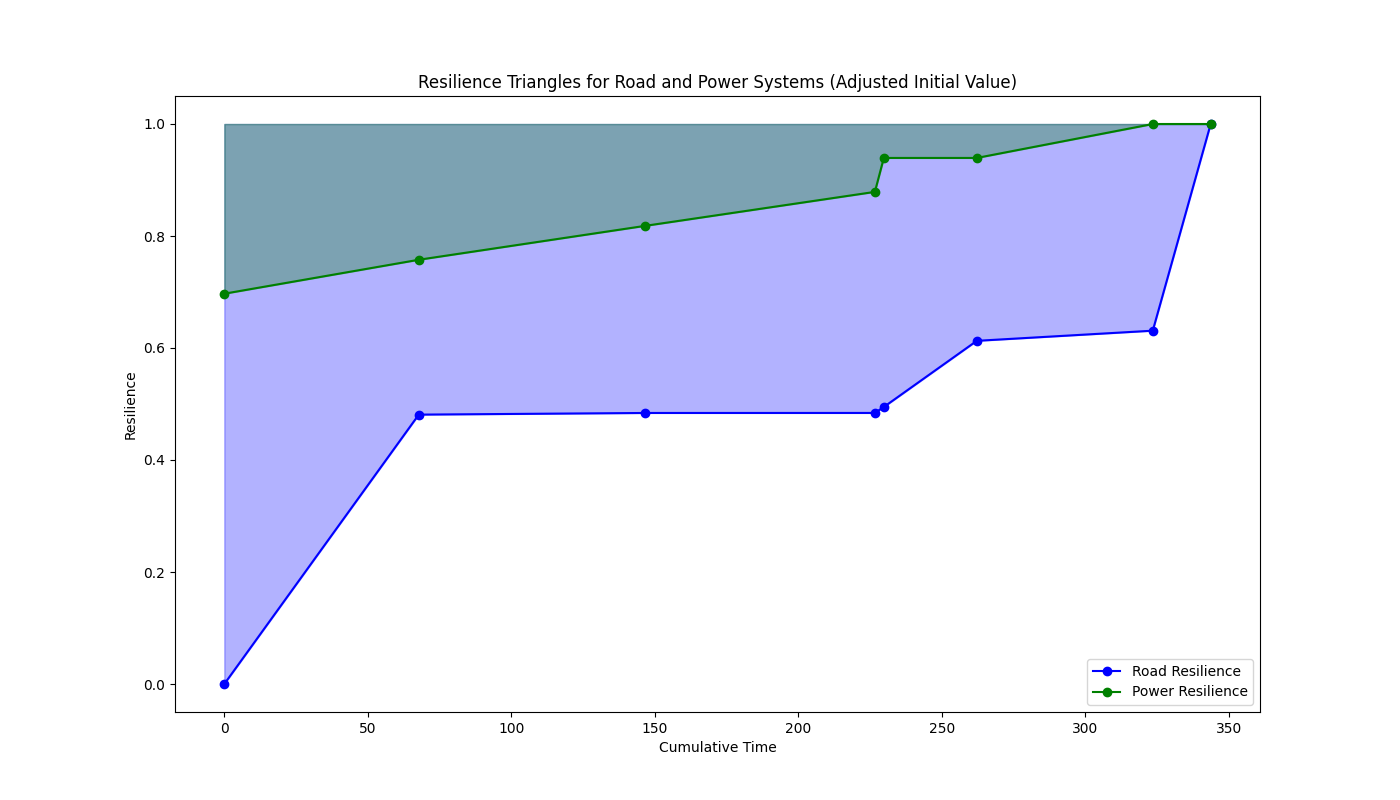 Resilience Triangles for Road and Power Systems (Adjusted Initial Value)
1.0
0.8
0.6
0.4
0.2
0.0
Resilience
Road Resilience
Power Resilience
0 50 100 150 200 250 300 350
Cumulative Time